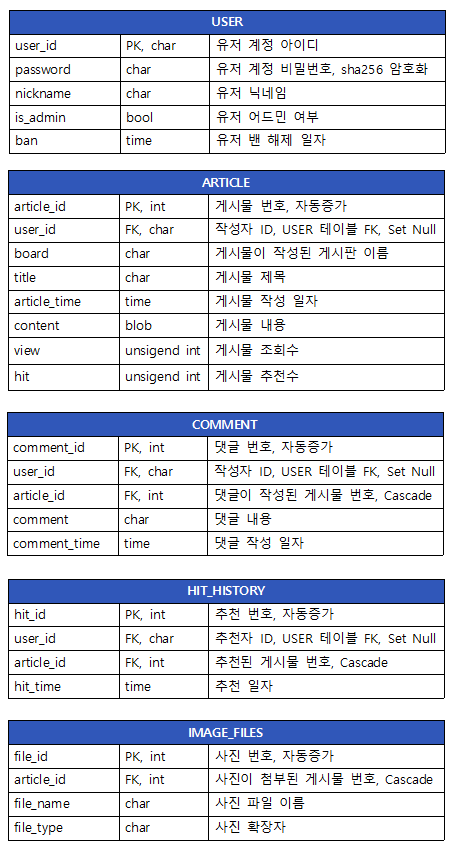 USER
user_id PK, char 유저 계정 아이디
password char 유저 계정 비밀번호, sha256 암호화
nickname char 유저 닉네임
is_admin bool 유저 어드민 여부
ban time 유저 밴 해제 일자
ARTICLE
article_id PK, int 게시물 번호, 자동증가
user_id FK, char 작성자 ID, USER 테이블 FK, Set Null
board char 게시물이 작성된 게시판 이름
title char 게시물 제목
article_time time 게시물 작성 일자
content blob 게시물 내용
view unsigend int 게시물 조회수
hit unsigend int 게시물 추천수
COMMENT
comment_id PK, int 댓글 번호, 자동증가
user_id FK, char 작성자 ID, USER 테이블 FK, Set Null
article_id FK, int 댓글이 작성된 게시물 번호, Cascade
comment char 댓글 내용
comment_time time 댓글 작성 일자
HIT_HISTORY
hit_id PK, int 추천 번호, 자동증가
user_id FK, char 추천자 ID, USER 테이블 FK, Set Null
article_id FK, int 추천된 게시물 번호, Cascade
hit_time time 추천 일자
IMAGE_FILES
file_id PK, int 사진 번호, 자동증가
article_id FK, int 사진이 첨부된 게시물 번호, Cascade
file_name char 사진 파일 이름
file_type char 사진 확장자